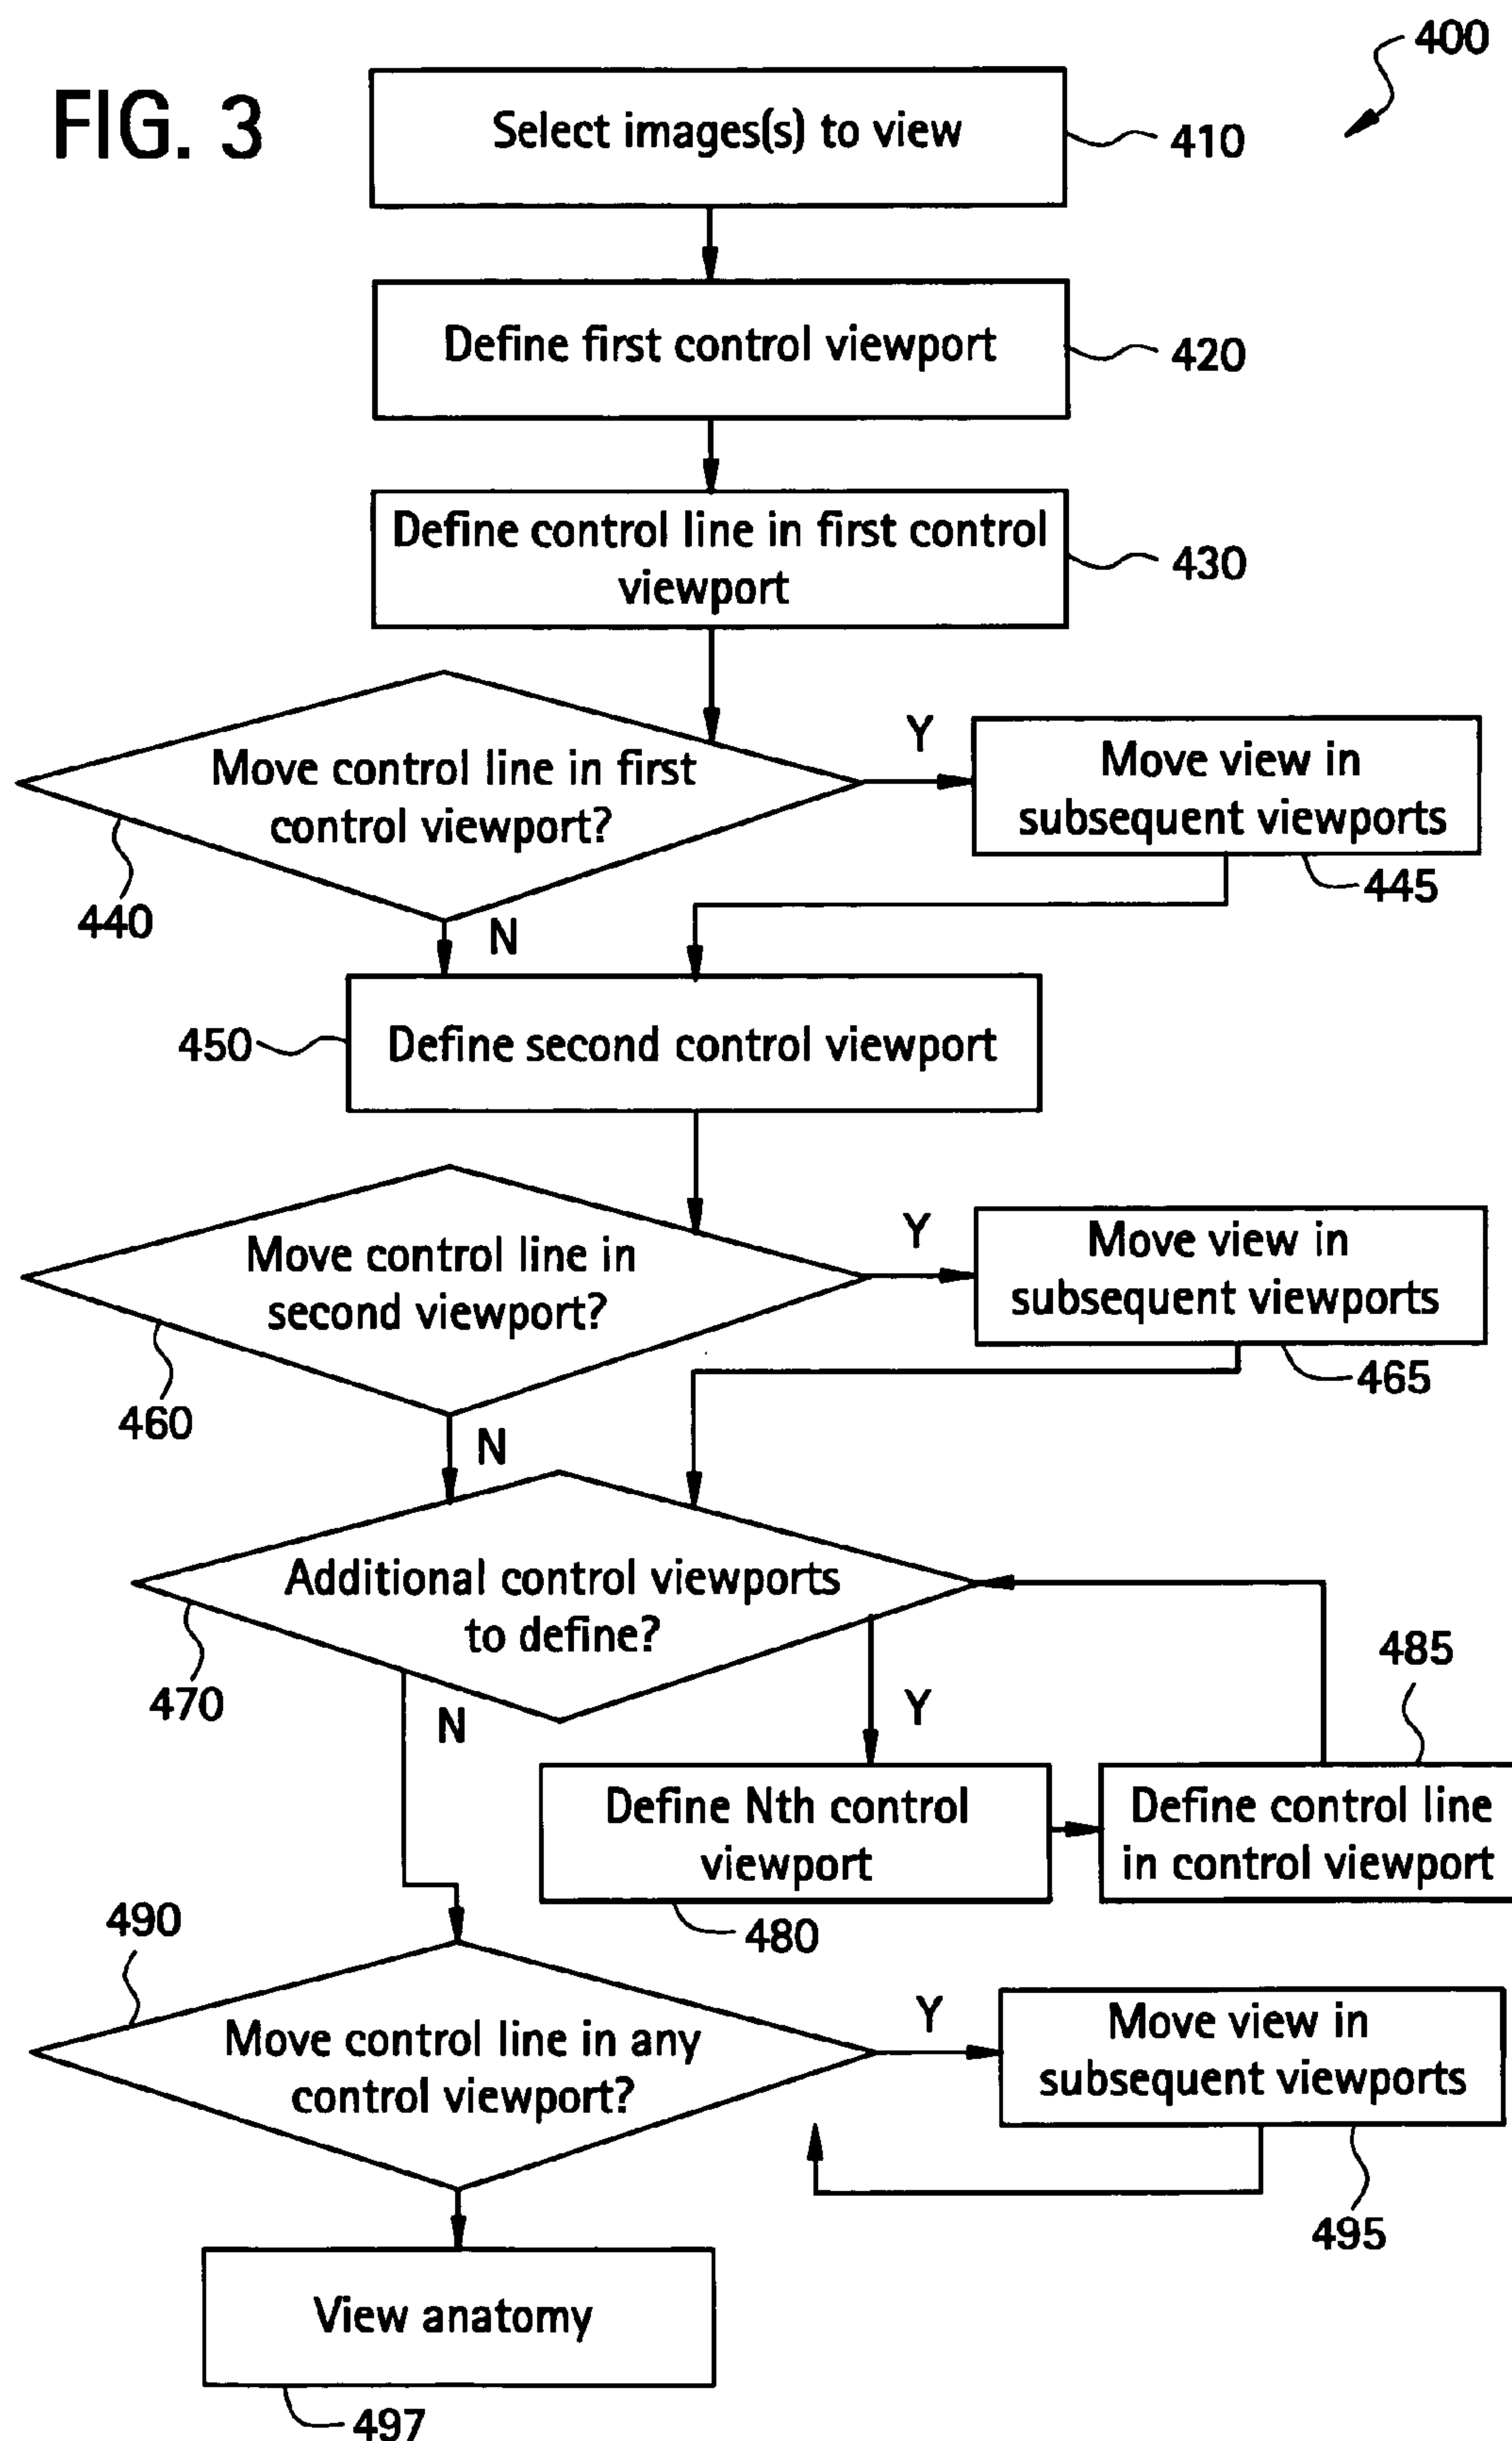 FIG. 3
400
Select images(s) to view
410
Define first control viewport
420
Define control line in first control
viewport
430
Move control line in first
control viewport?
440
Y
Move view in
subsequent viewports
445
N
450
Define second control viewport
Move control line in
second viewport?
460
Y
Move view in
subsequent viewports
465
N
Additional control viewports
to define?
470
N
Y
485
Define Nth control
viewport
480
Define control line
in control viewport
490
Move control line in any
control viewport?
Y
Move view in
subsequent viewports
495
View anatomy
497